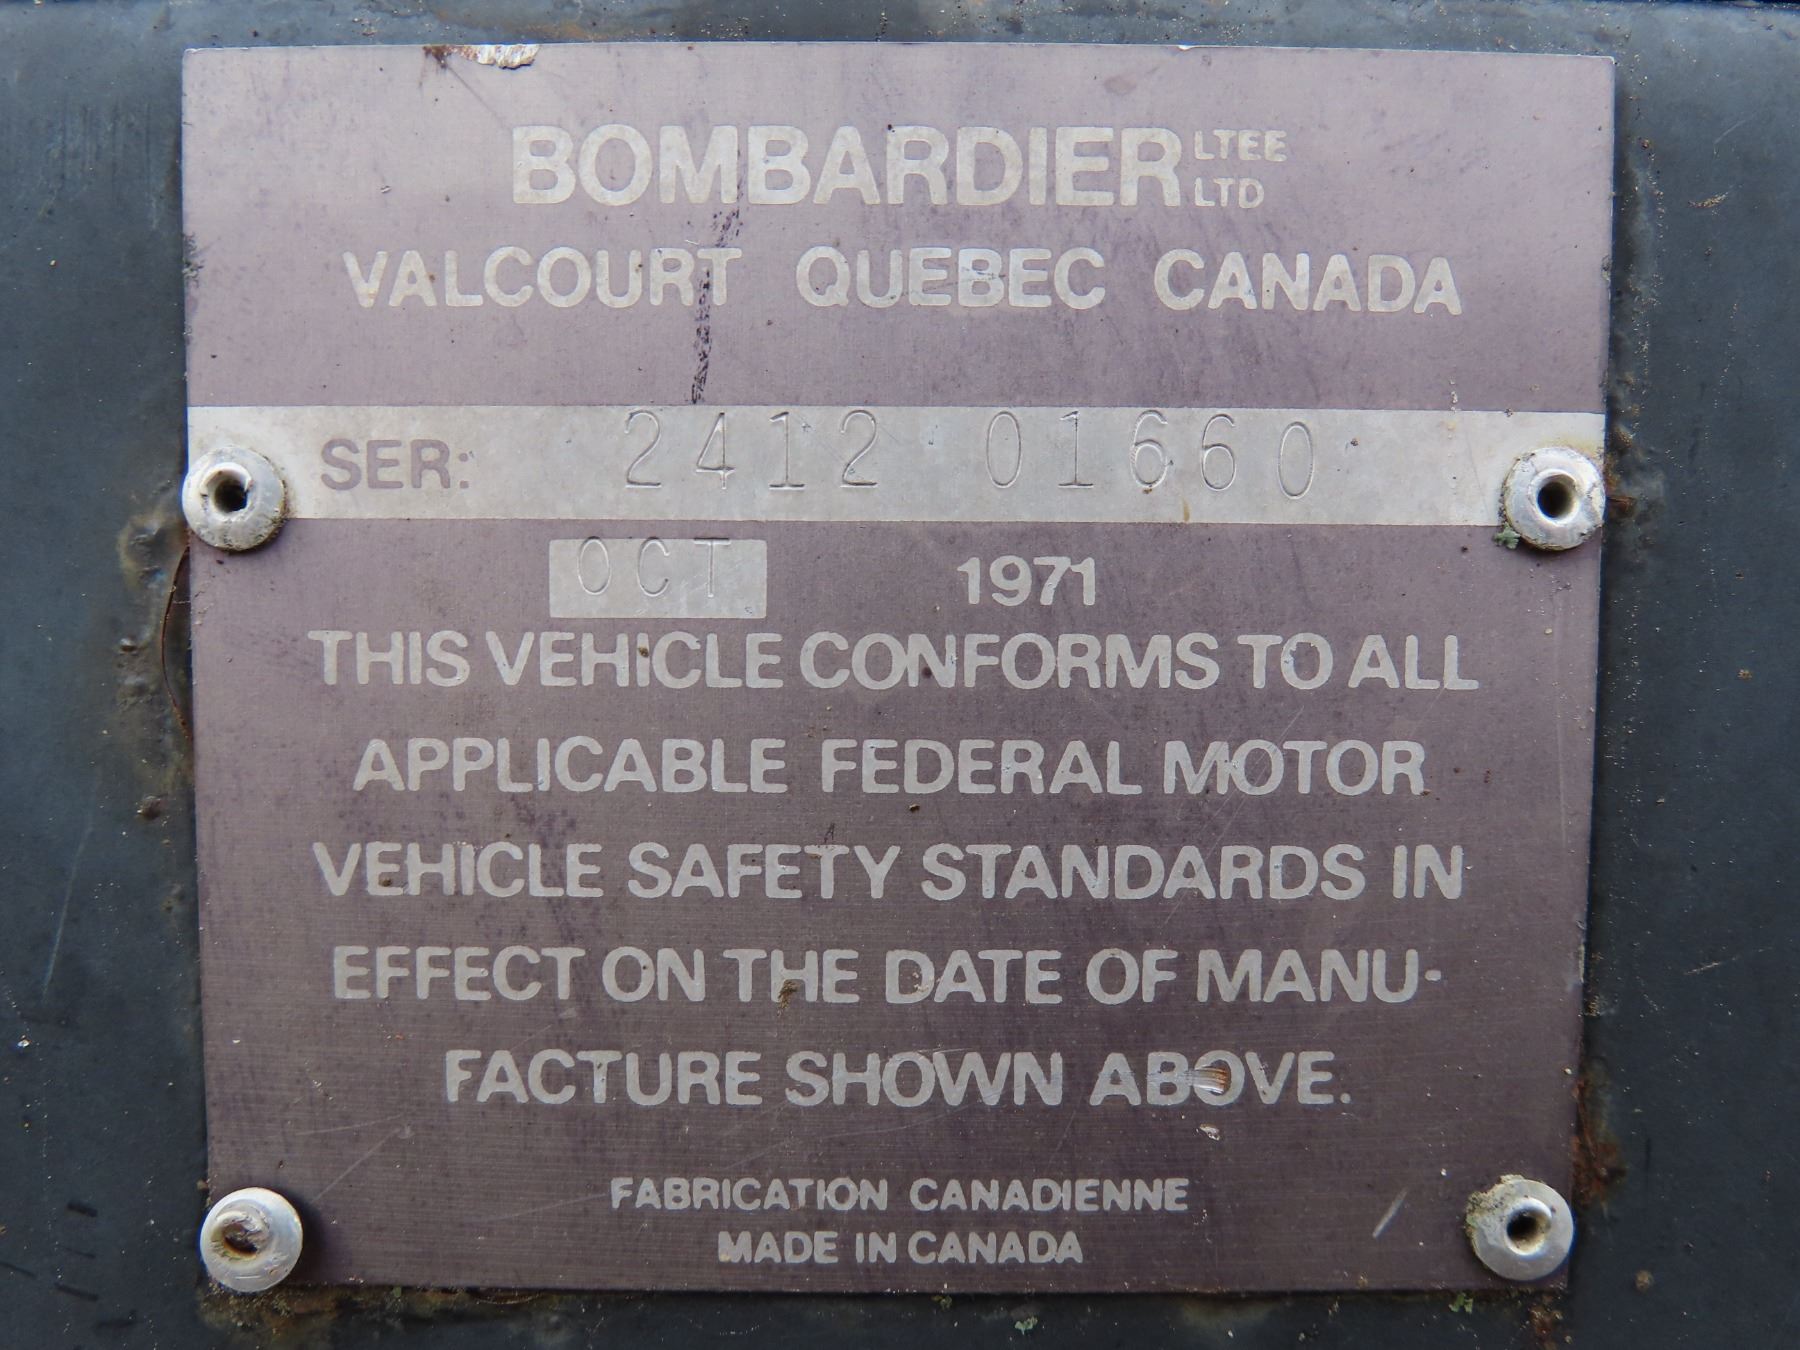 BOMBARDIER LTEE LTD
VALCOURT QUEBEC CANADA
SER: 2412 01660
OCT 1971
THIS VEHICLE CONFORMS TO ALL
APPLICABLE FEDERAL MOTOR
VEHICLE SAFETY STANDARDS IN
EFFECT ON THE DATE OF MANU-
FACTURE SHOWN ABOVE.
FABRICATION CANADIENNE
MADE IN CANADA